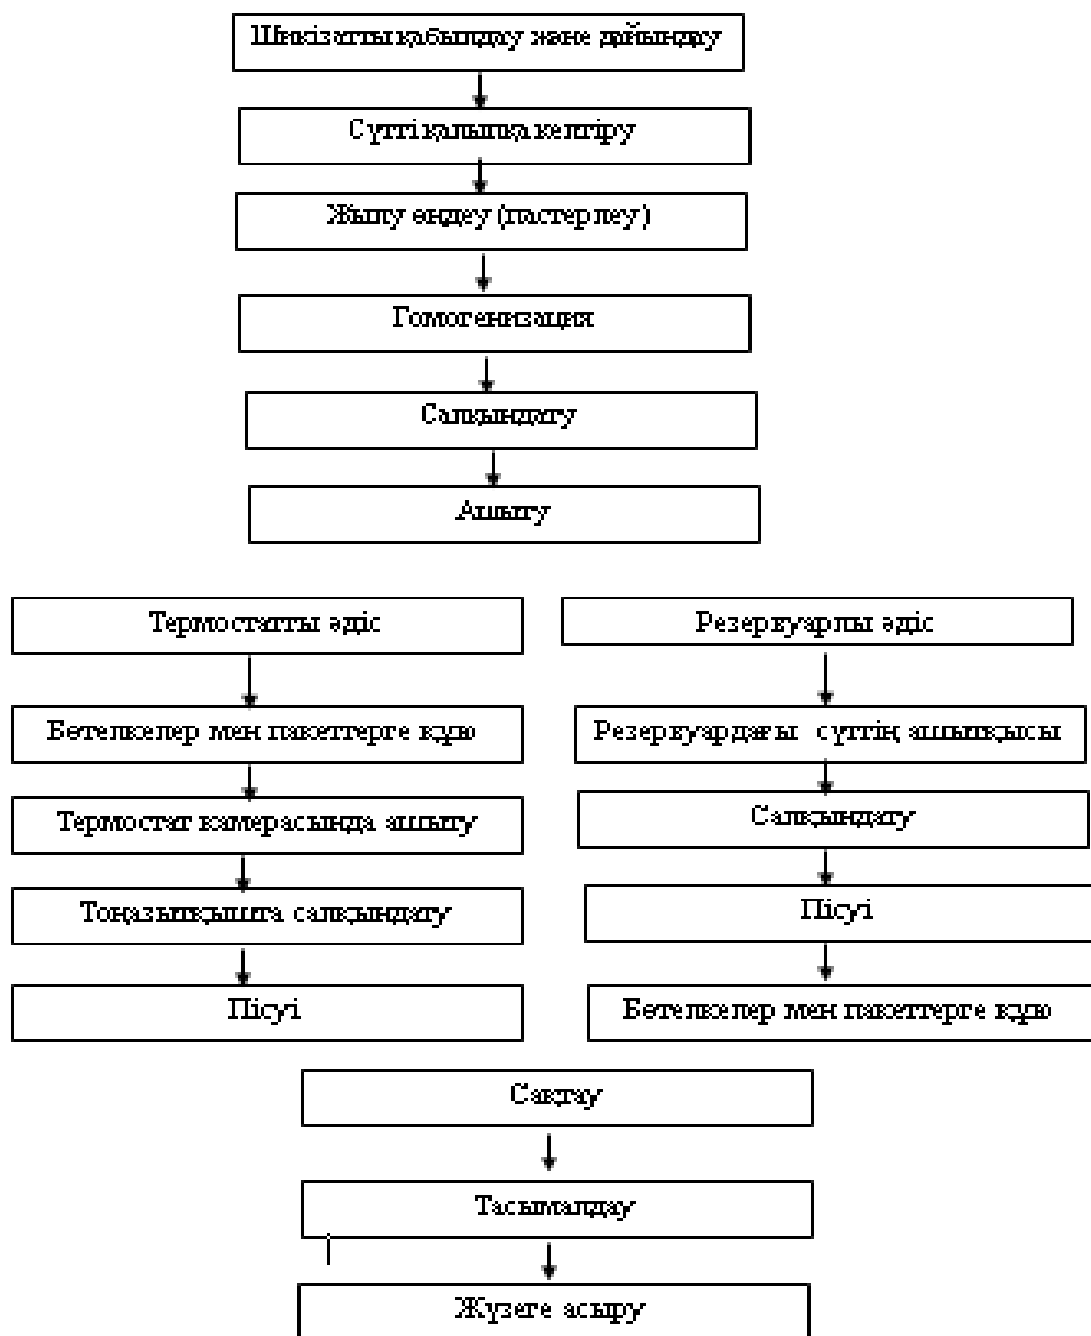 Шикізатты қабылдау және дайындау
Сүтті қалыпқа келтіру
Жылу өңдеу (пастерлеу)
Гомогенизация
Салқындату
Ашыту
Термостатты әдіс
Бөтелкелер мен пакеттерге құю
Термостат камерасында ашыту
Тоңазытқышта салқындату
Пісуі
Резервуарлы әдіс
Резервуардағы сүттің ашытқысы
Салқындату
Пісуі
Бөтелкелер мен пакеттерге құю
Сақтау
Тасымалдау
Жүзеге асыру